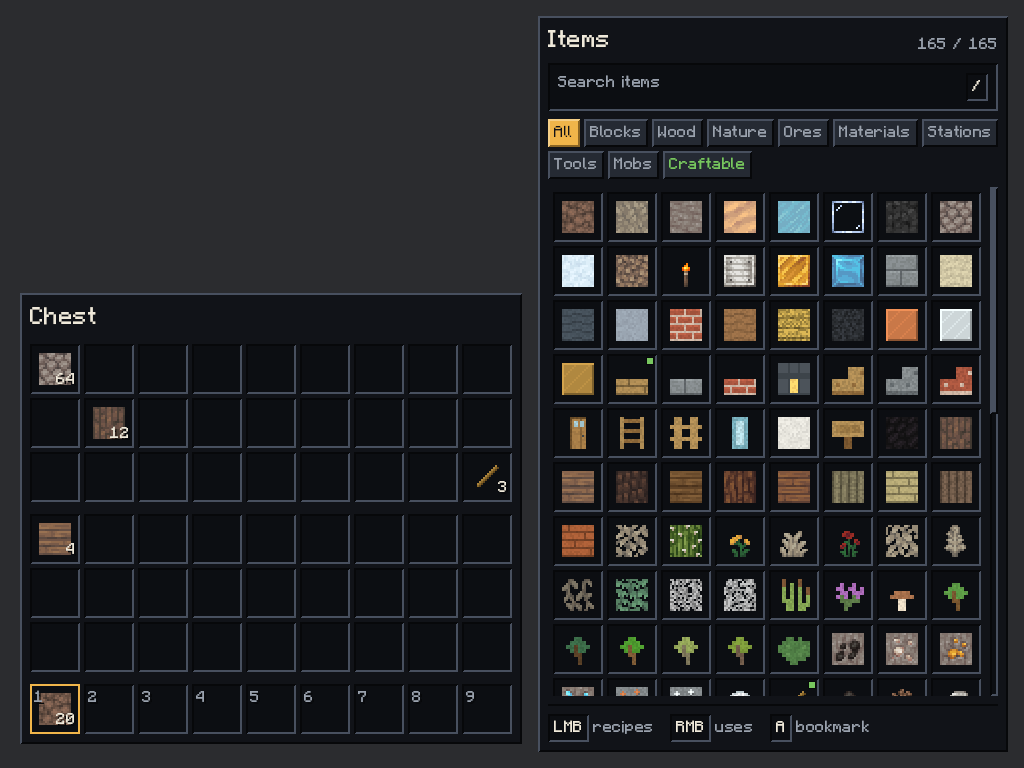 Items
165 / 165
Search items /
All Blocks Wood Nature Ores Materials Stations
Tools Mobs Craftable
Chest
64
12
3
4
1 2 3 4 5 6 7 8 9
20
LMB recipes RMB uses A bookmark